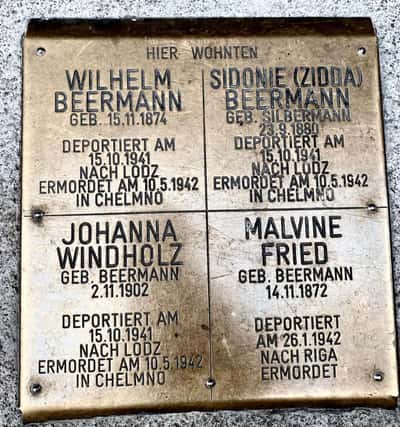 HIER WOHNTEN
WILHELM
BEERMANN
GEB. 15.11.1874
DEPORTIERT AM
15.10.1941
NACH LODZ
ERMORDET AM 10.5.1942
IN CHELMNO
SIDONIE (ZIDDA)
BEERMANN
GEB. SILBERMANN
23.9.1880
DEPORTIERT AM
15.10.1941
NACH LODZ
ERMORDET AM 10.5.1942
IN CHELMNO
JOHANNA
WINDHOLZ
GEB. BEERMANN
2.11.1902
DEPORTIERT AM
15.10.1941
NACH LODZ
ERMORDET AM 10.5.1942
IN CHELMNO
MALVINE
FRIED
GEB. BEERMANN
14.11.1872
DEPORTIERT
AM 26.1.1942
NACH RIGA
ERMORDET